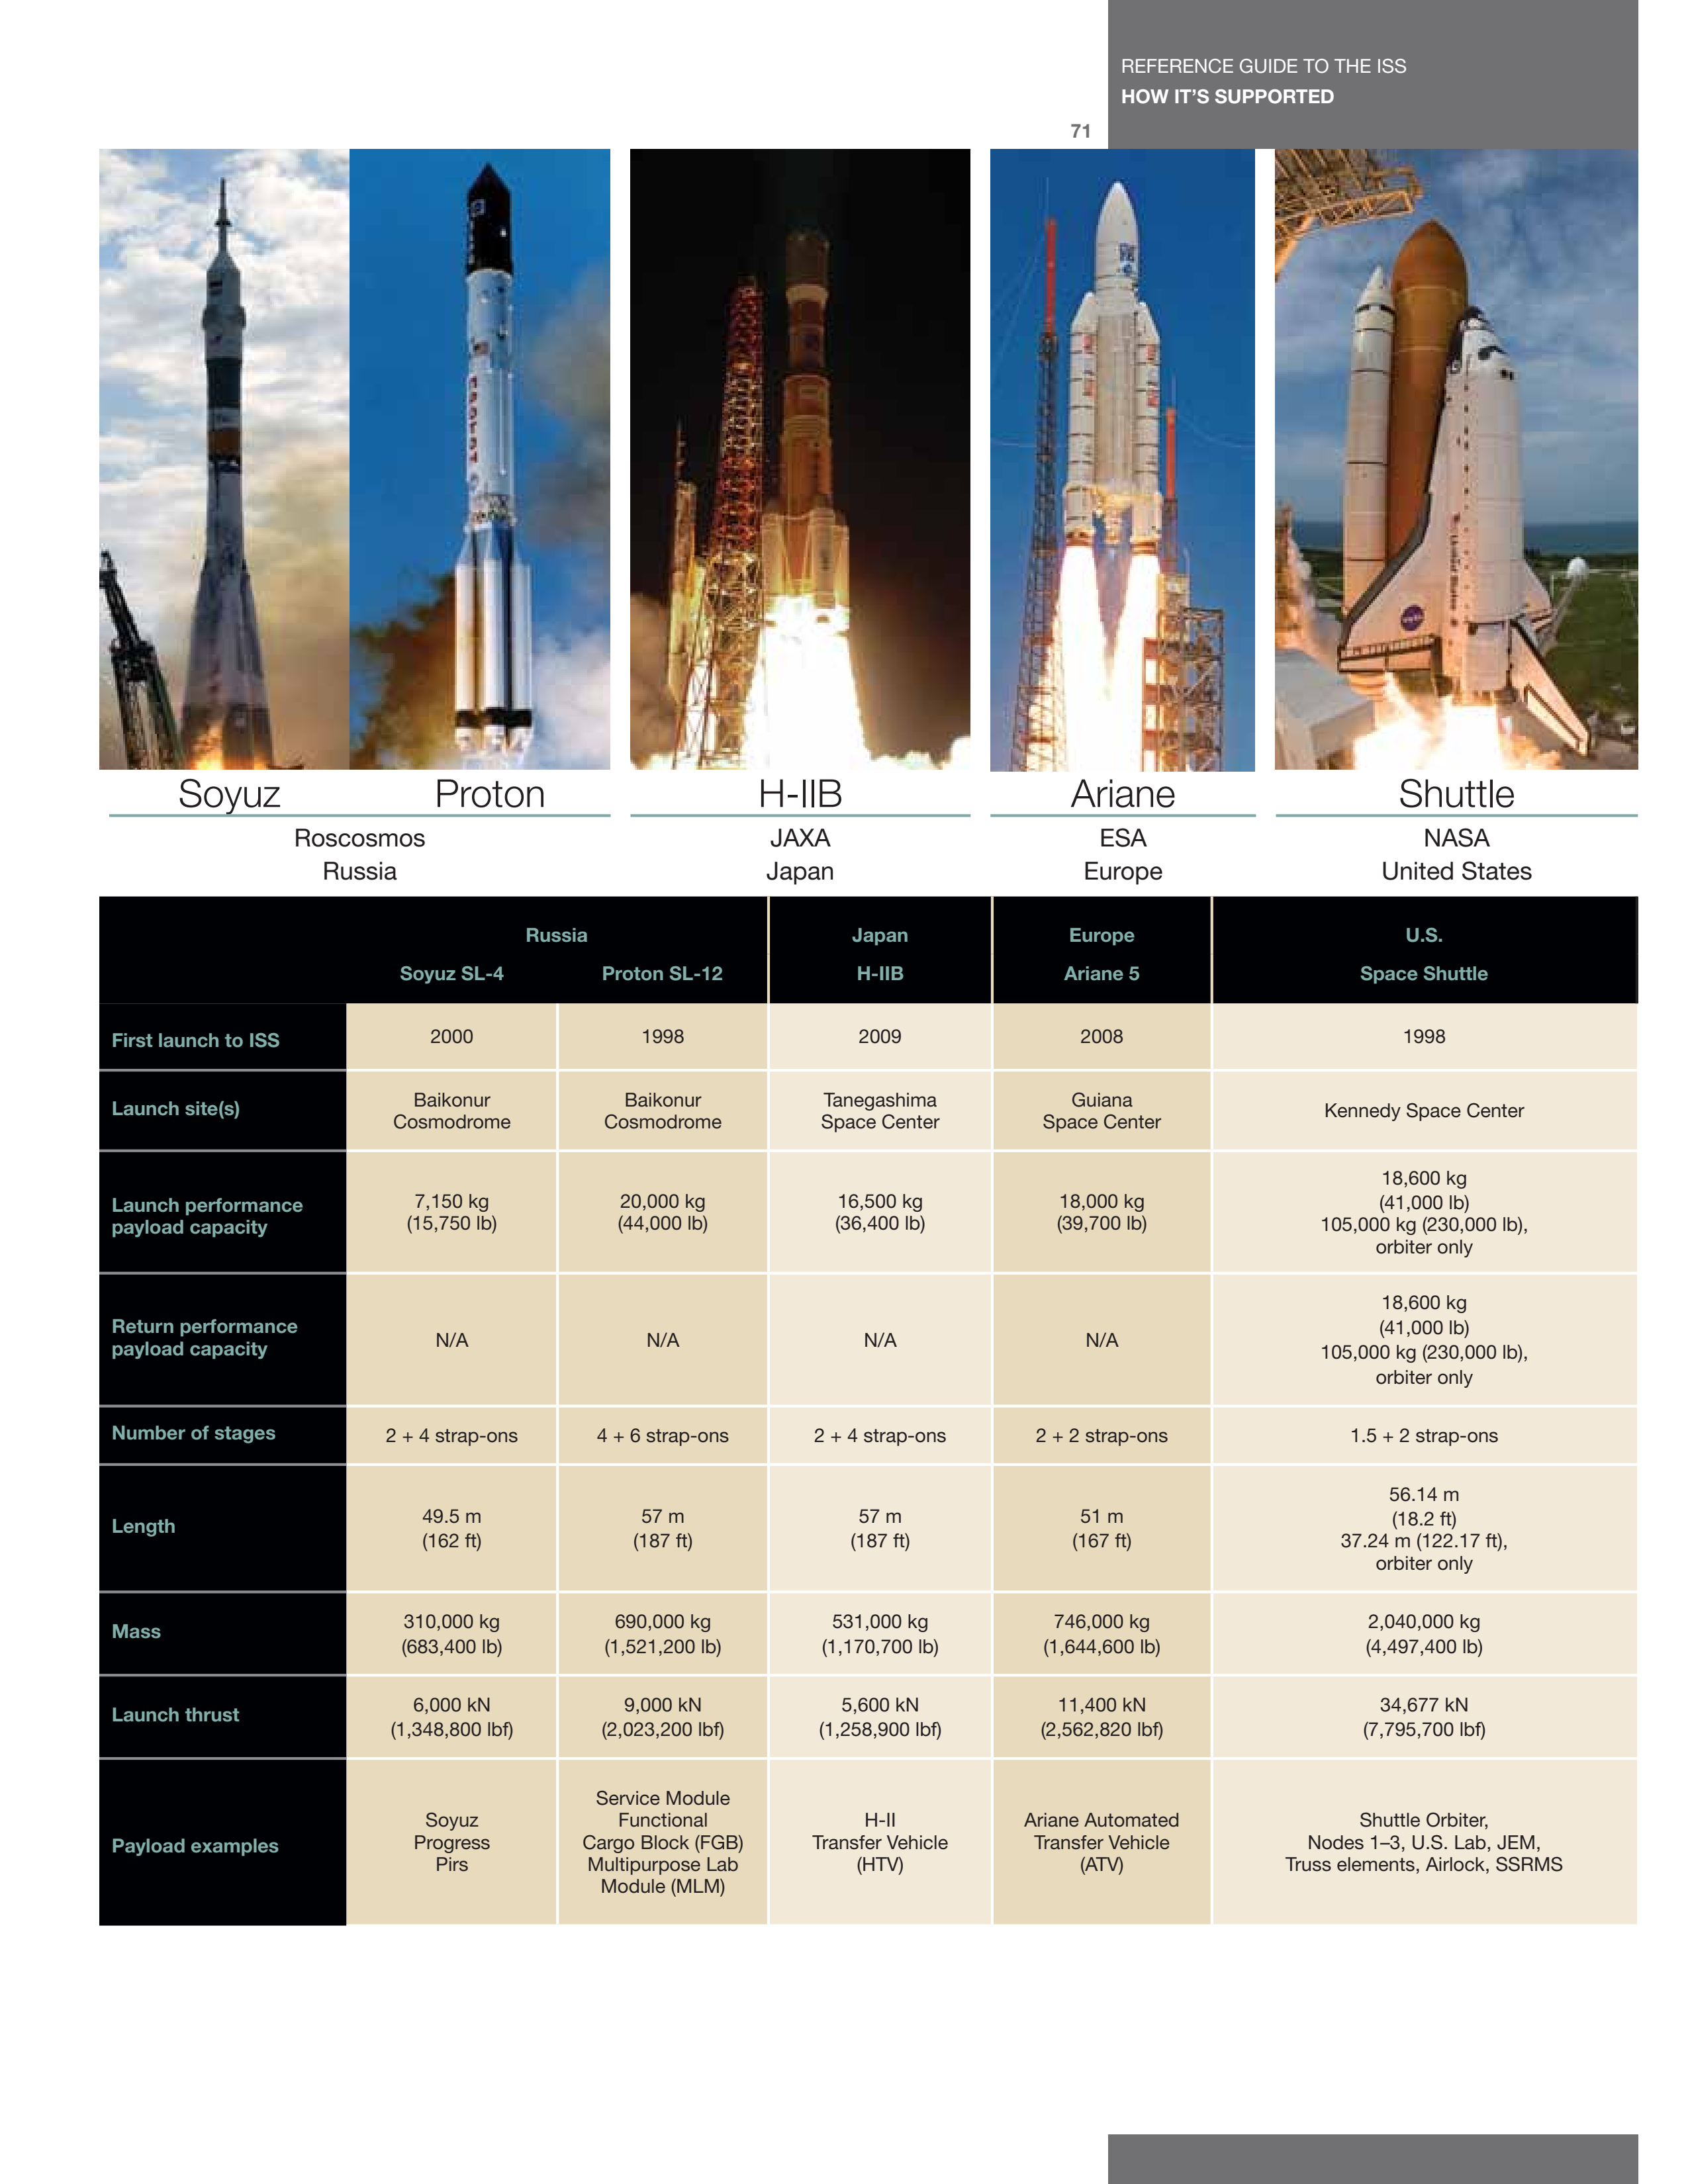 REFERENCE GUIDE TO THE ISS
HOW IT'S SUPPORTED
71
Soyuz
Proton
H-IIB
Ariane
Shuttle
Roscosmos
Russia
JAXA
Japan
ESA
Europe
NASA
United States
Russia
Japan
Europe
U.S.
Soyuz SL-4
Proton SL-12
H-IIB
Ariane 5
Space Shuttle
First launch to ISS
2000
1998
2009
2008
1998
Launch site(s)
Baikonur
Cosmodrome
Baikonur
Cosmodrome
Tanegashima
Space Center
Guiana
Space Center
Kennedy Space Center
Launch performance
payload capacity
7,150 kg
(15,750 lb)
20,000 kg
(44,000 lb)
16,500 kg
(36,400 lb)
18,000 kg
(39,700 lb)
18,600 kg
(41,000 lb)
105,000 kg (230,000 lb),
orbiter only
Return performance
payload capacity
N/A
N/A
N/A
N/A
18,600 kg
(41,000 lb)
105,000 kg (230,000 lb),
orbiter only
Number of stages
2 + 4 strap-ons
4 + 6 strap-ons
2 + 4 strap-ons
2 + 2 strap-ons
1.5 + 2 strap-ons
Length
49.5 m
(162 ft)
57 m
(187 ft)
57 m
(187 ft)
51 m
(167 ft)
56.14 m
(18.2 ft)
37.24 m (122.17 ft),
orbiter only
Mass
310,000 kg
(683,400 lb)
690,000 kg
(1,521,200 lb)
531,000 kg
(1,170,700 lb)
746,000 kg
(1,644,600 lb)
2,040,000 kg
(4,497,400 lb)
Launch thrust
6,000 kN
(1,348,800 lbf)
9,000 kN
(2,023,200 lbf)
5,600 kN
(1,258,900 lbf)
11,400 kN
(2,562,820 lbf)
34,677 kN
(7,795,700 lbf)
Payload examples
Soyuz
Progress
Pirs
Service Module
Functional
Cargo Block (FGB)
Multipurpose Lab
Module (MLM)
H-II
Transfer Vehicle
(HTV)
Ariane Automated
Transfer Vehicle
(ATV)
Shuttle Orbiter,
Nodes 1–3, U.S. Lab, JEM,
Truss elements, Airlock, SSRMS